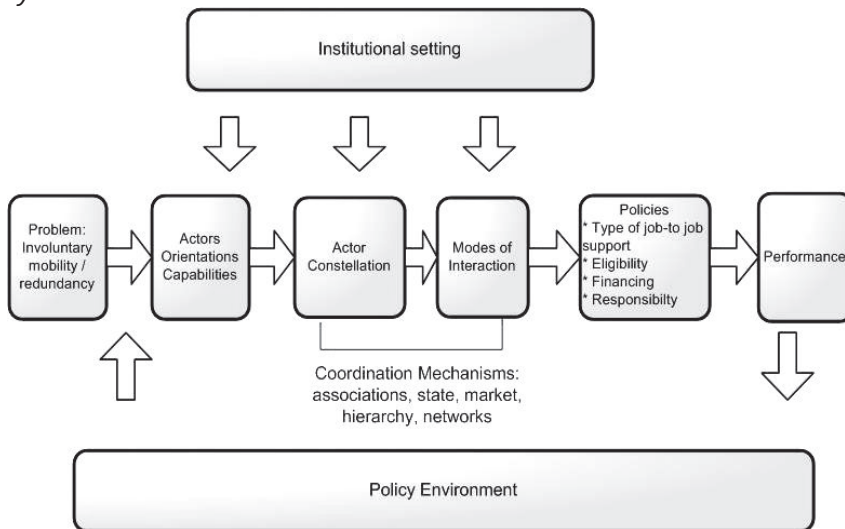 y
Institutional setting
Problem:
Involuntary
mobility /
redundancy
Actors
Orientations
Capabilities
Actor
Constellation
Modes of
Interaction
Policies
* Type of job-to job
support
* Eligibility
* Financing
* Responsibilty
Performance
Coordination Mechanisms:
associations, state, market,
hierarchy, networks
Policy Environment